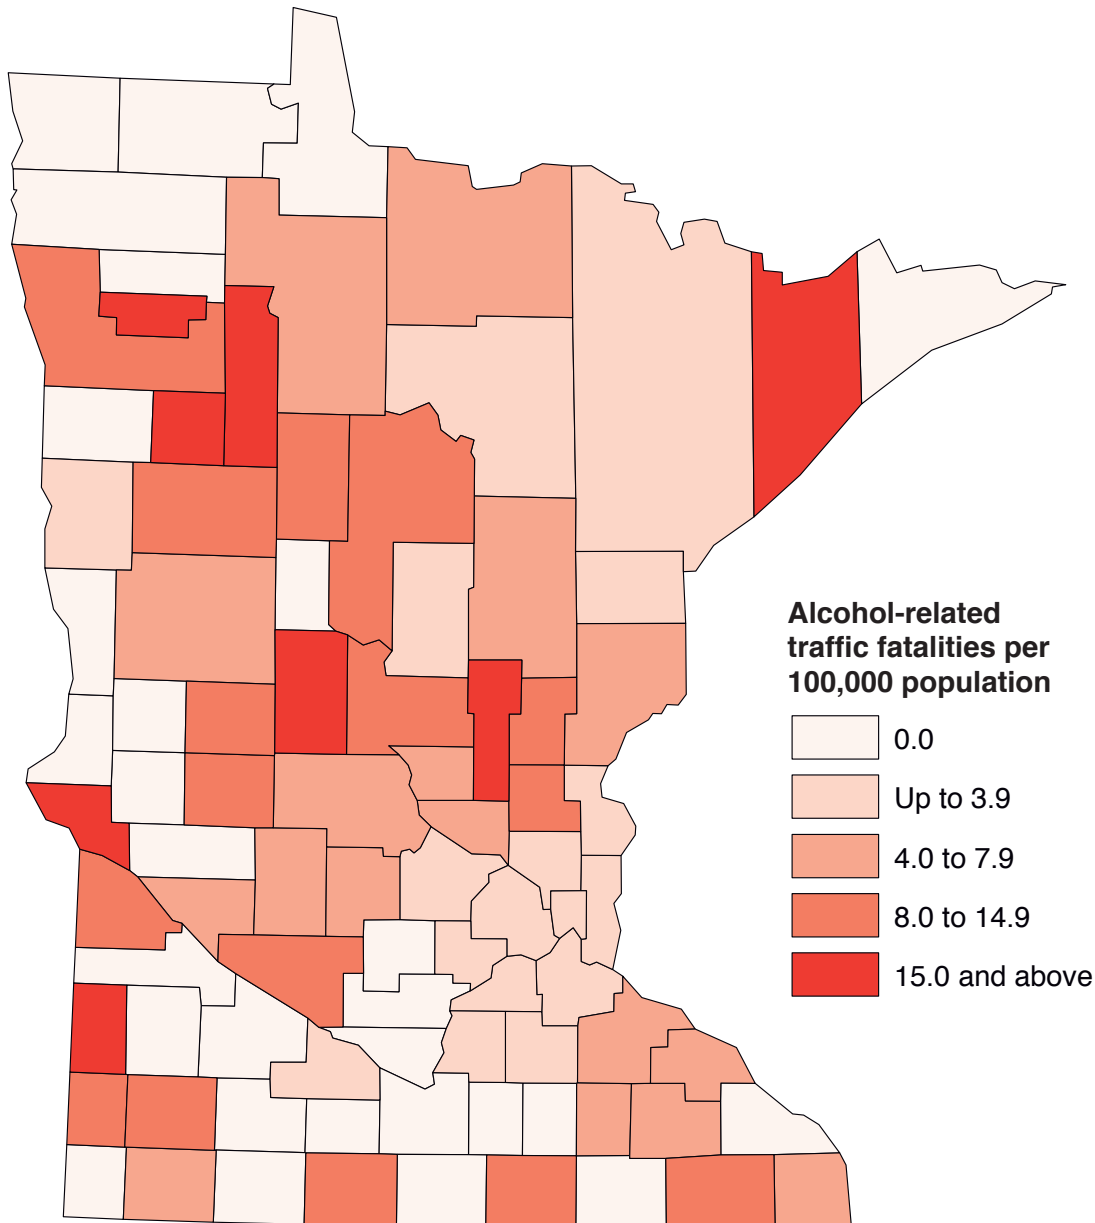 Alcohol-related
traffic fatalities per
100,000 population
0.0
Up to 3.9
4.0 to 7.9
8.0 to 14.9
15.0 and above